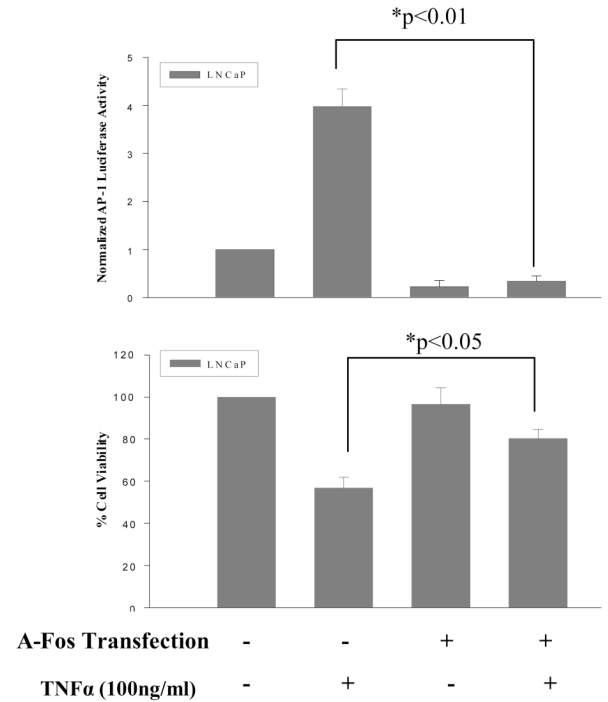 *p<0.01
5
4
3
2
1
0
Normalized AP-1 Luciferase Activity
LNCaP
*p<0.05
120
100
80
60
40
20
0
% Cell Viability
LNCaP
A-Fos Transfection - - + +
TNFα (100ng/ml) - + - +